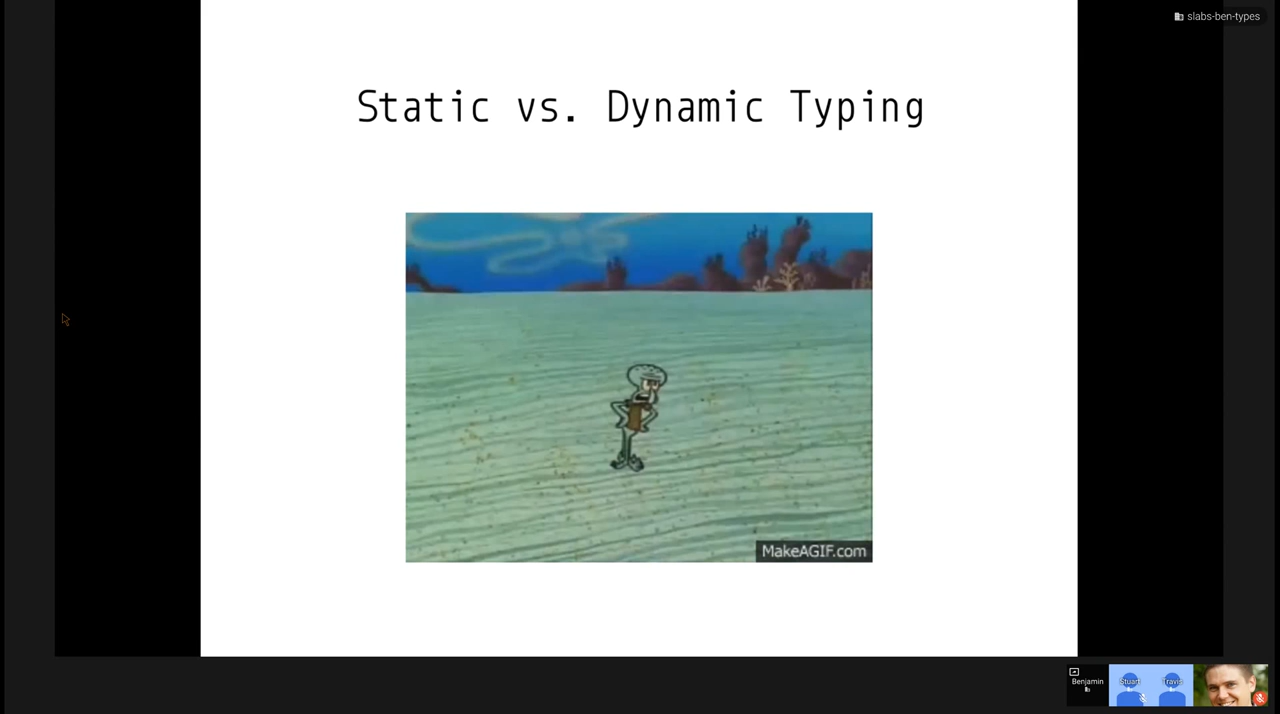 slabs-ben-types
Static vs. Dynamic Typing
MakeAGIF.com
Benjamin
Stuart
Travis